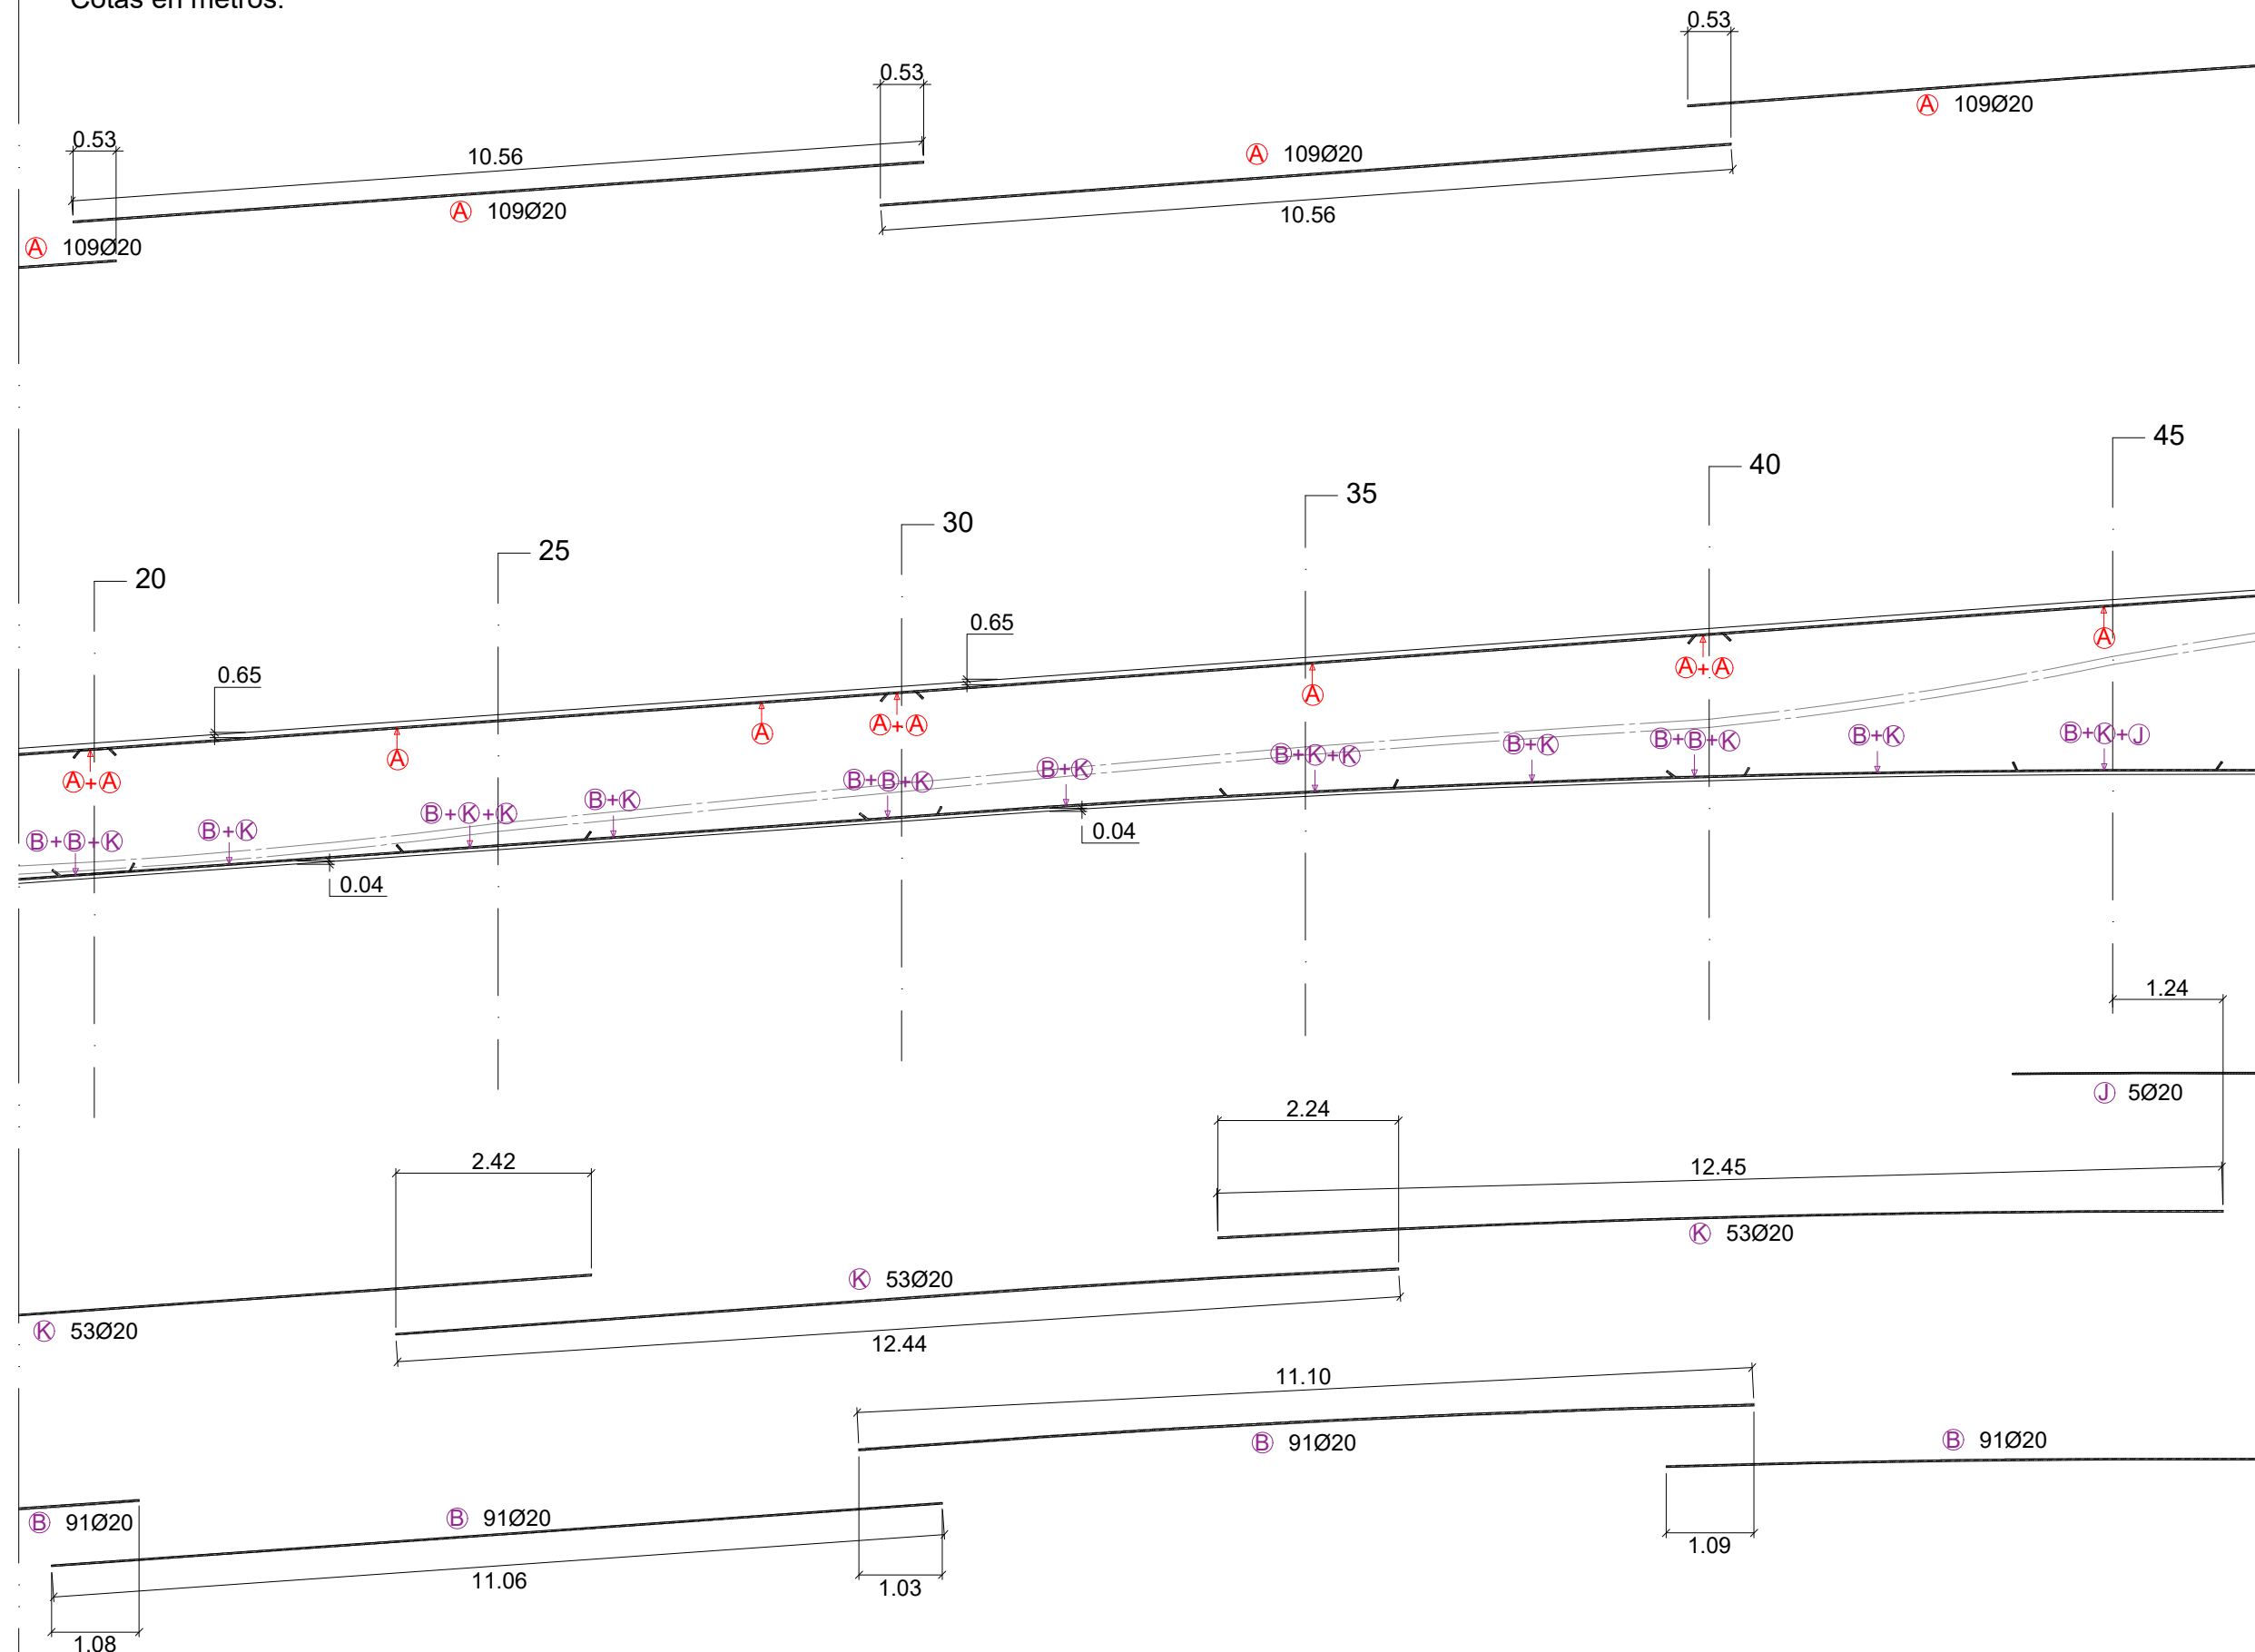 Cotas en metros.
0.53
0.53
0.53
10.56
A 109Ø20
A 109Ø20
A 109Ø20
10.56
A 109Ø20
45
40
35
30
25
20
0.65
0.65
A
A+A
A
A+A
A
A
A+A
B+K+J
B+K
B+B+K
B+K
B+K+K
B+K
B+B+K
B+K
B+K+K
B+K
B+B+K
0.04
0.04
1.24
J 5Ø20
2.24
2.42
12.45
K 53Ø20
K 53Ø20
K 53Ø20
12.44
11.10
B 91Ø20
B 91Ø20
B 91Ø20
B 91Ø20
1.09
11.06
1.03
1.08